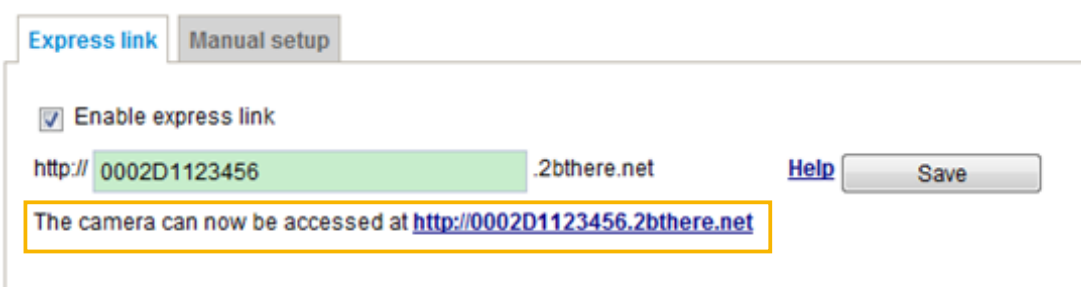 Express link Manual setup
Enable express link
http:// 0002D1123456 .2bthere.net Help Save
The camera can now be accessed at http://0002D1123456.2bthere.net